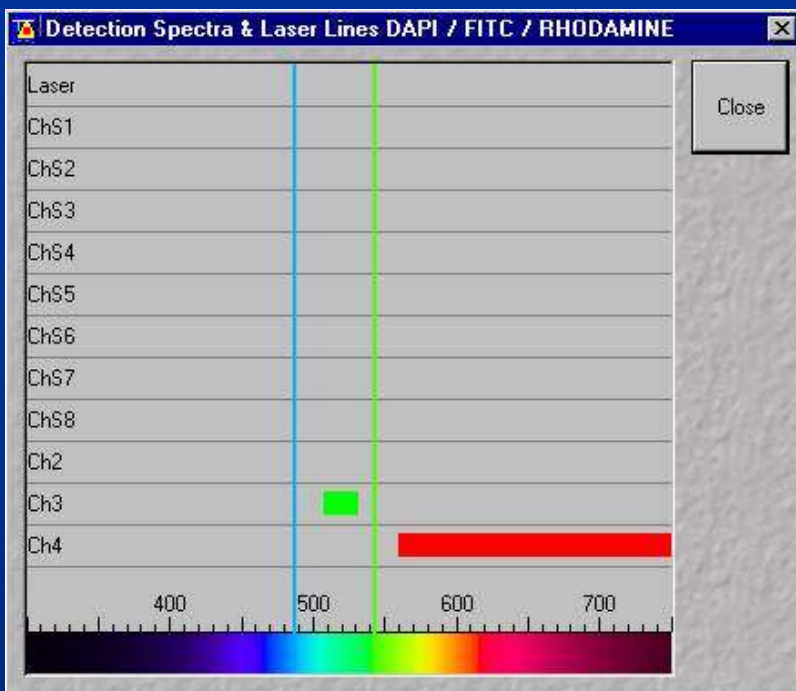 Detection Spectra & Laser Lines DAPI / FITC / RHODAMINE
Close
Laser
ChS1
ChS2
ChS3
ChS4
ChS5
ChS6
ChS7
ChS8
Ch2
Ch3
Ch4
400 500 600 700